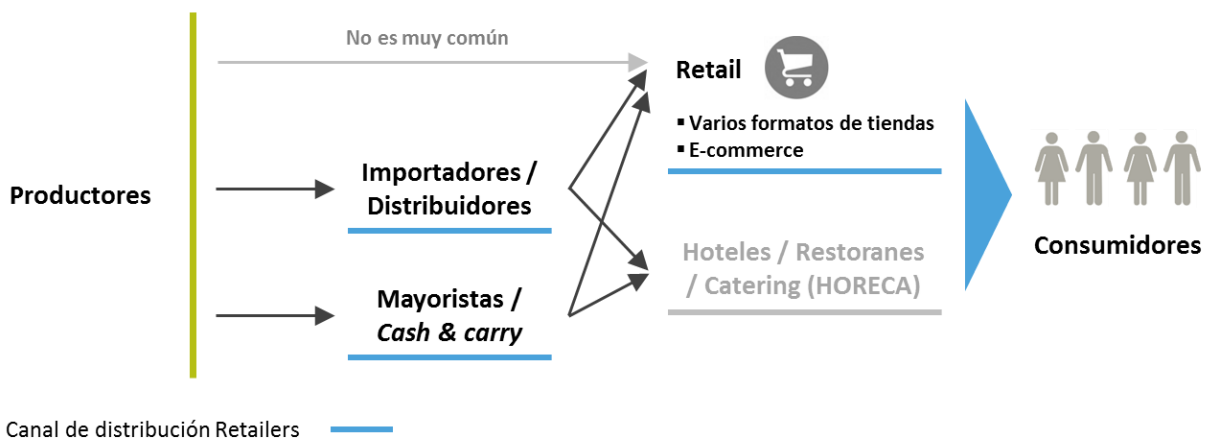 No es muy común
Retail
▪ Varios formatos de tiendas
▪ E-commerce
Productores
Importadores /
Distribuidores
Mayoristas /
Cash & carry
Hoteles / Restoranes
/ Catering (HORECA)
Consumidores
Canal de distribución Retailers